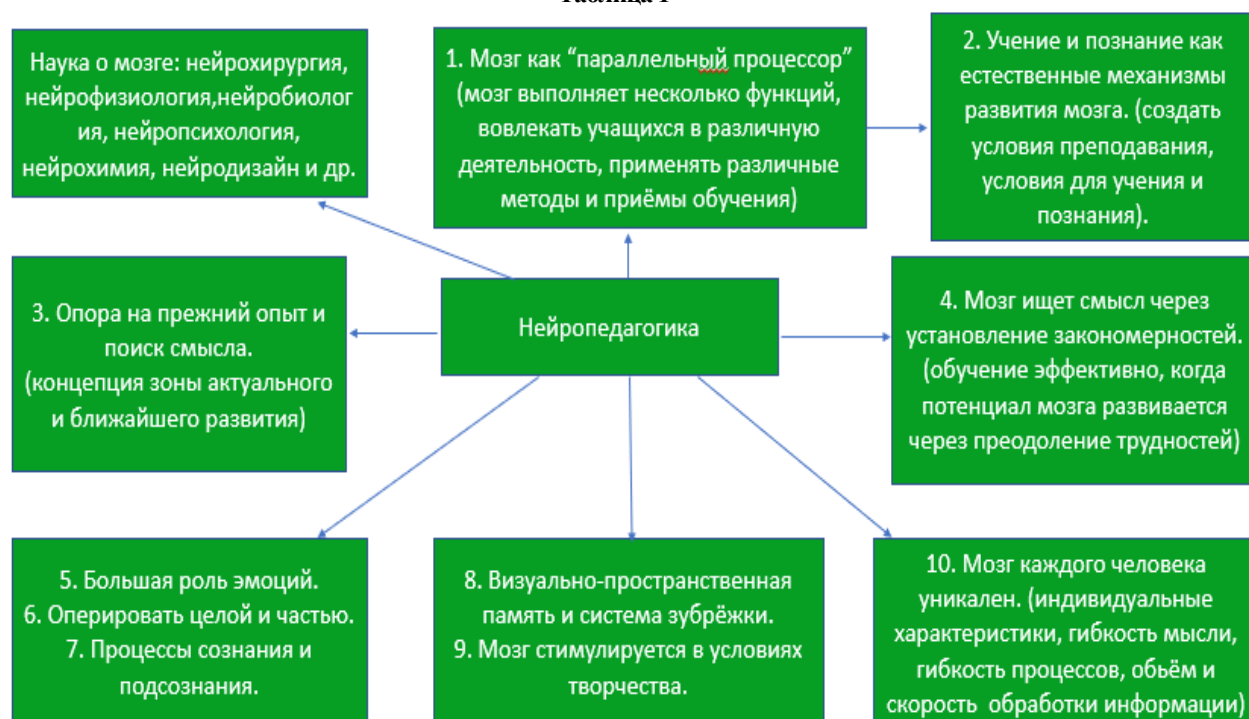 Таблица 1
Наука о мозге: нейрохирургия,
нейрофизиология,нейробиолог
ия, нейропсихология,
нейрохимия, нейродизайн и др.
1. Мозг как “параллельный процессор”
(мозг выполняет несколько функций,
вовлекать учащихся в различную
деятельность, применять различные
методы и приёмы обучения)
2. Учение и познание как
естественные механизмы
развития мозга. (создать
условия преподавания,
условия для учения и
познания).
3. Опора на прежний опыт и
поиск смысла.
(концепция зоны актуального
и ближайшего развития)
Нейропедагогика
4. Мозг ищет смысл через
установление закономерностей.
(обучение эффективно, когда
потенциал мозга развивается
через преодоление трудностей)
5. Большая роль эмоций.
6. Оперировать целой и частью.
7. Процессы сознания и
подсознания.
8. Визуально-пространственная
память и система зубрёжки.
9. Мозг стимулируется в условиях
творчества.
10. Мозг каждого человека
уникален. (индивидуальные
характеристики, гибкость мысли,
гибкость процессов, обьём и
скорость обработки информации)